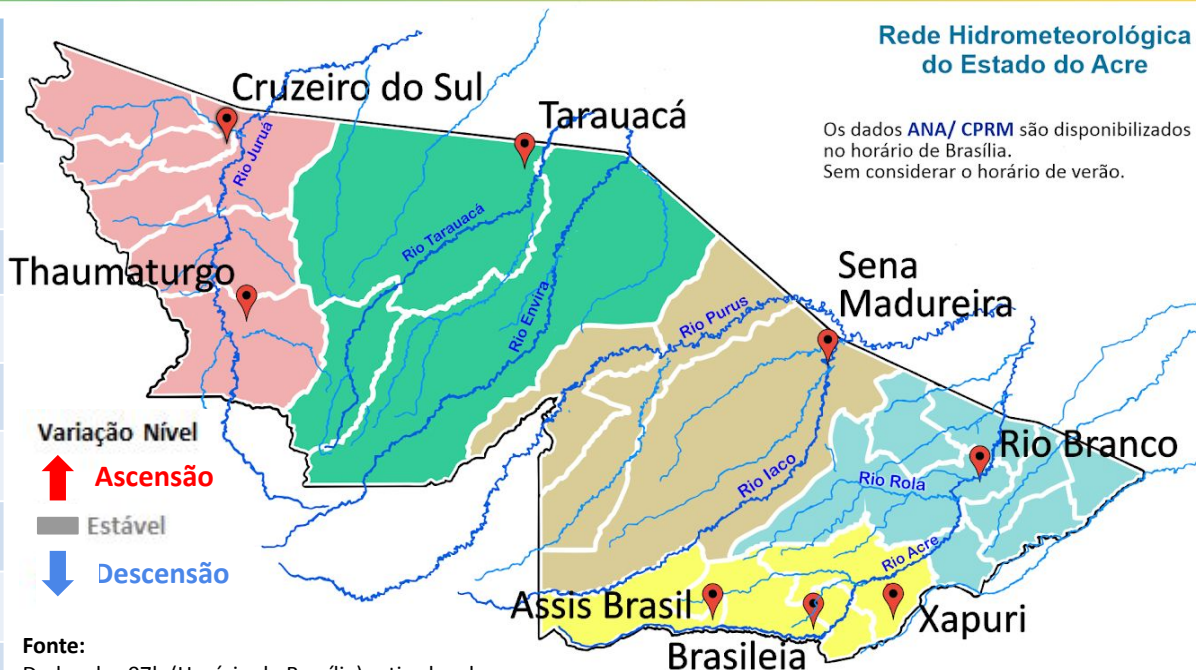 Rede Hidrometeorológica
do Estado do Acre
Os dados ANA/ CPRM são disponibilizados
no horário de Brasília.
Sem considerar o horário de verão.
Cruzeiro do Sul
Tarauacá
Rio Juruá
Rio Tarauacá
Thaumaturgo
Rio Envira
Sena
Madureira
Rio Purus
Variação Nível
Ascensão
Estável
Descensão
Rio Branco
Rio Iaco
Rio Rola
Rio Acre
Assis Brasil
Xapuri
Brasileia
Fonte: